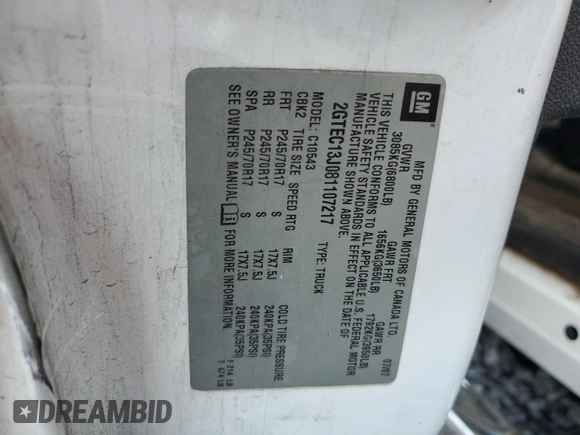 GM
MFD BY GENERAL MOTORS OF CANADA LTD.
07/07
GVWR GAWR FRT GAWR RR
3085KG(6800LB) 1656KG(3650LB) 1792KG(3950LB)
THIS VEHICLE CONFORMS TO ALL APPLICABLE U.S. FEDERAL MOTOR
VEHICLE SAFETY STANDARDS IN EFFECT ON THE DATE OF
MANUFACTURE SHOWN ABOVE.
2GTEC13J081107217 TYPE: TRUCK
MODEL: C10543
CBK2 TIRE SIZE SPEED RTG RIM COLD TIRE PRESSURE
FRT P245/70R17 S 17X7.5J 240KPA(35PSI)
RR P245/70R17 S 17X7.5J 240KPA(35PSI)
SPA P245/70R17 S 17X7.5J 240KPA(35PSI)
SEE OWNER'S MANUAL i FOR MORE INFORMATION.
F 214 LB
T 674 LB
DREAMBID